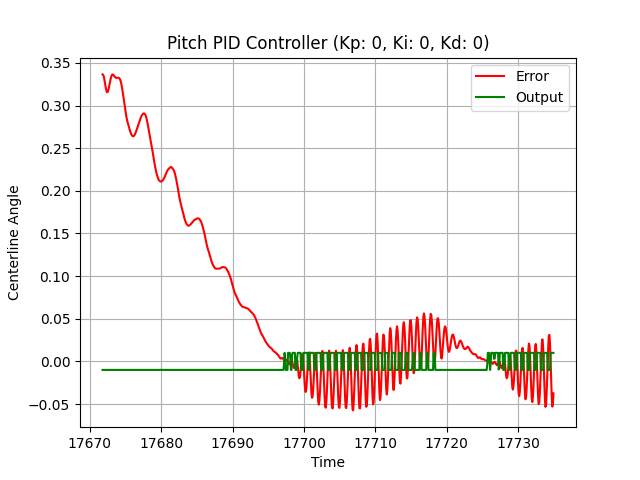 Pitch PID Controller (Kp: 0, Ki: 0, Kd: 0)
Error
Output
Centerline Angle
0.35
0.30
0.25
0.20
0.15
0.10
0.05
0.00
−0.05
17670 17680 17690 17700 17710 17720 17730
Time